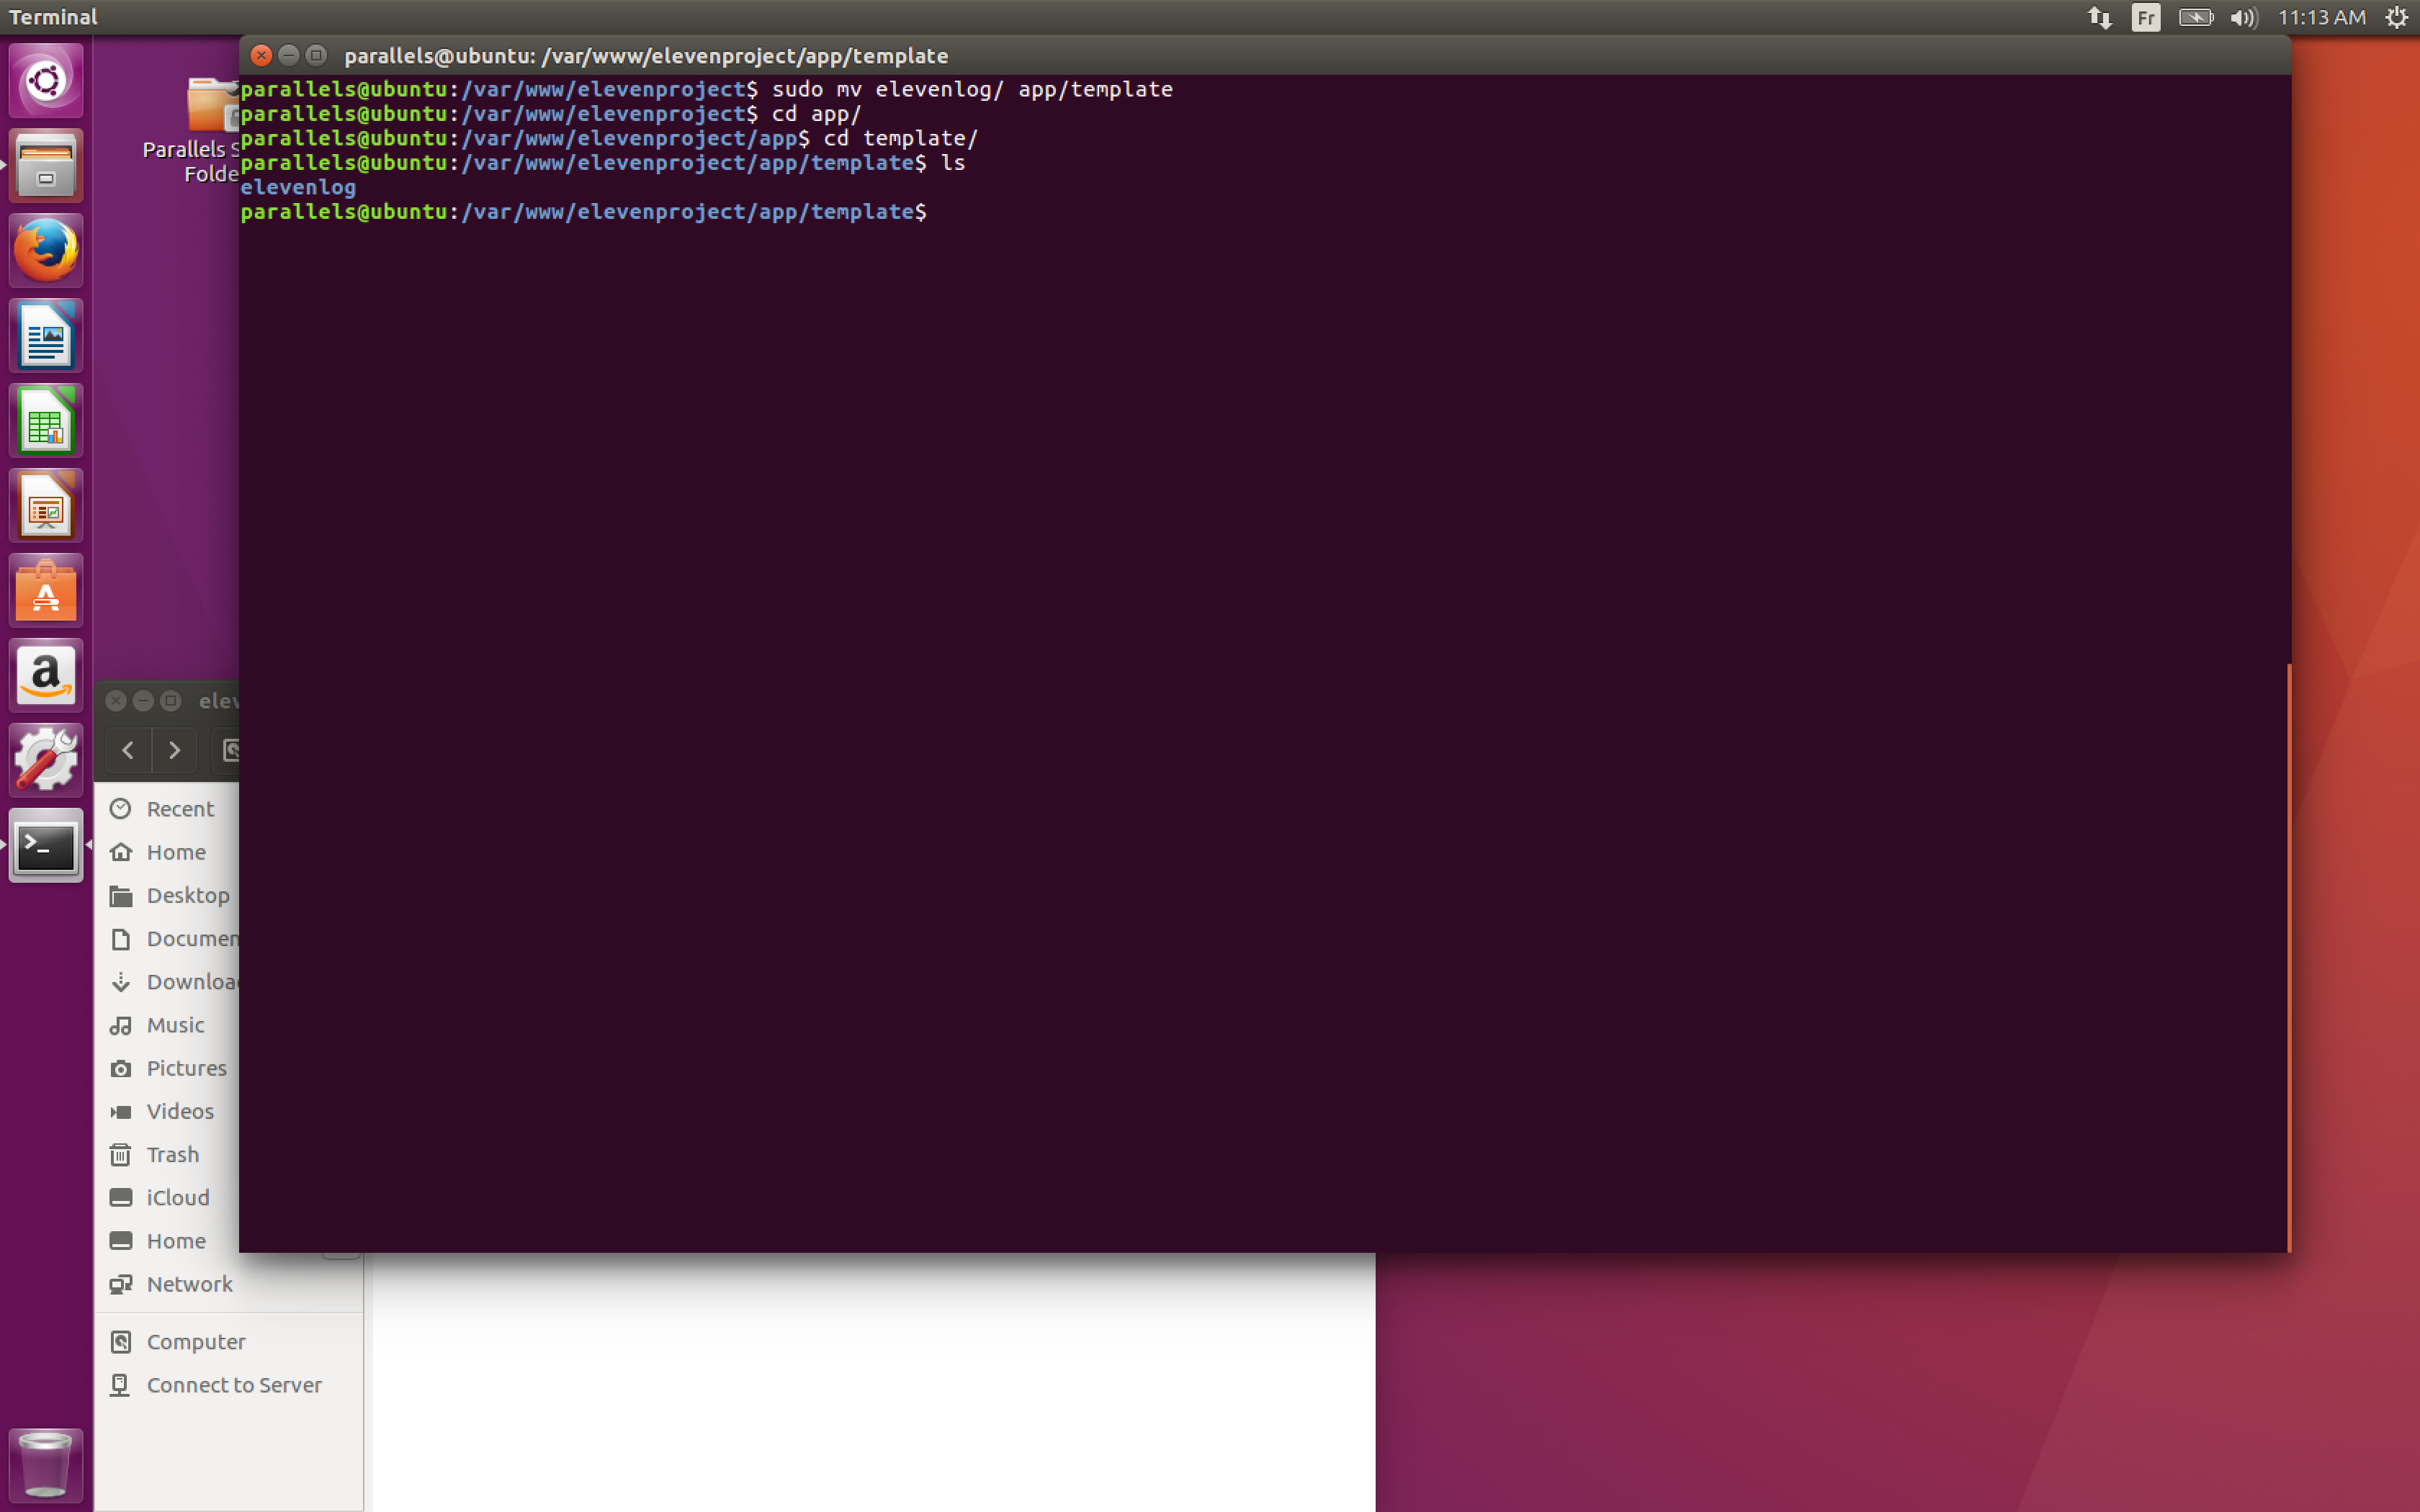 Terminal
Fr
11:13 AM
parallels@ubuntu: /var/www/elevenproject/app/template
parallels@ubuntu:/var/www/elevenproject$ sudo mv elevenlog/ app/template
parallels@ubuntu:/var/www/elevenproject$ cd app/
parallels@ubuntu:/var/www/elevenproject/app$ cd template/
parallels@ubuntu:/var/www/elevenproject/app/template$ ls
elevenlog
parallels@ubuntu:/var/www/elevenproject/app/template$
Parallels S
Folde
elev
Recent
Home
Desktop
Documen
Downloa
Music
Pictures
Videos
Trash
iCloud
Home
Network
Computer
Connect to Server